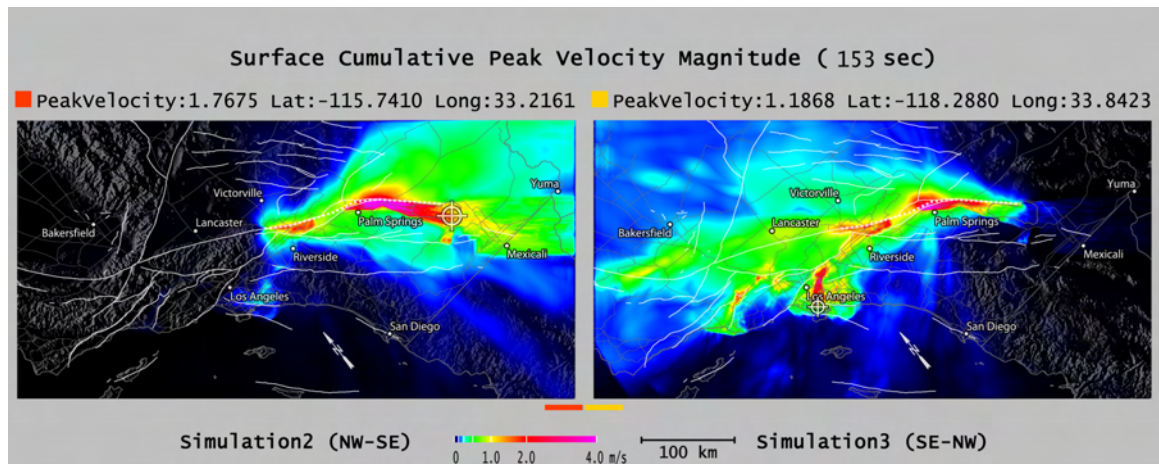 Surface Cumulative Peak Velocity Magnitude ( 153 sec)
PeakVelocity:1.7675 Lat:-115.7410 Long:33.2161
PeakVelocity:1.1868 Lat:-118.2880 Long:33.8423
Yuma
Victorville
Lancaster
Palm Springs
Bakersfield
Mexicali
Riverside
Los Angeles
San Diego
N
Yuma
Victorville
Lancaster
Palm Springs
Bakersfield
Mexicali
Riverside
Los Angeles
San Diego
N
Simulation2 (NW-SE)
0 1.0 2.0 4.0 m/s
100 km
Simulation3 (SE-NW)